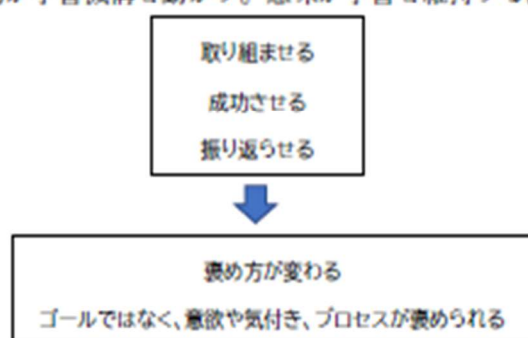 取り組ませる
成功させる
振り返らせる
褒め方が変わる
ゴールではなく、意欲や気付き、プロセスが褒められる